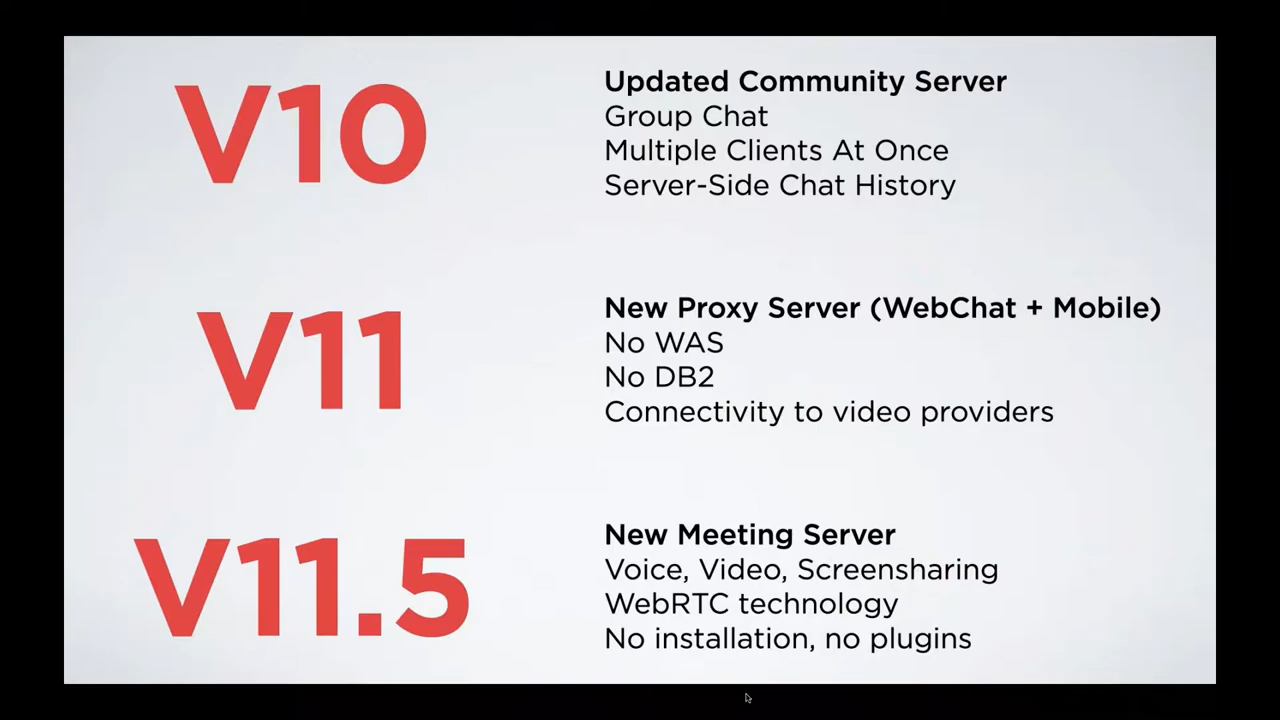 V10
Updated Community Server
Group Chat
Multiple Clients At Once
Server-Side Chat History
V11
New Proxy Server (WebChat + Mobile)
No WAS
No DB2
Connectivity to video providers
V11.5
New Meeting Server
Voice, Video, Screensharing
WebRTC technology
No installation, no plugins